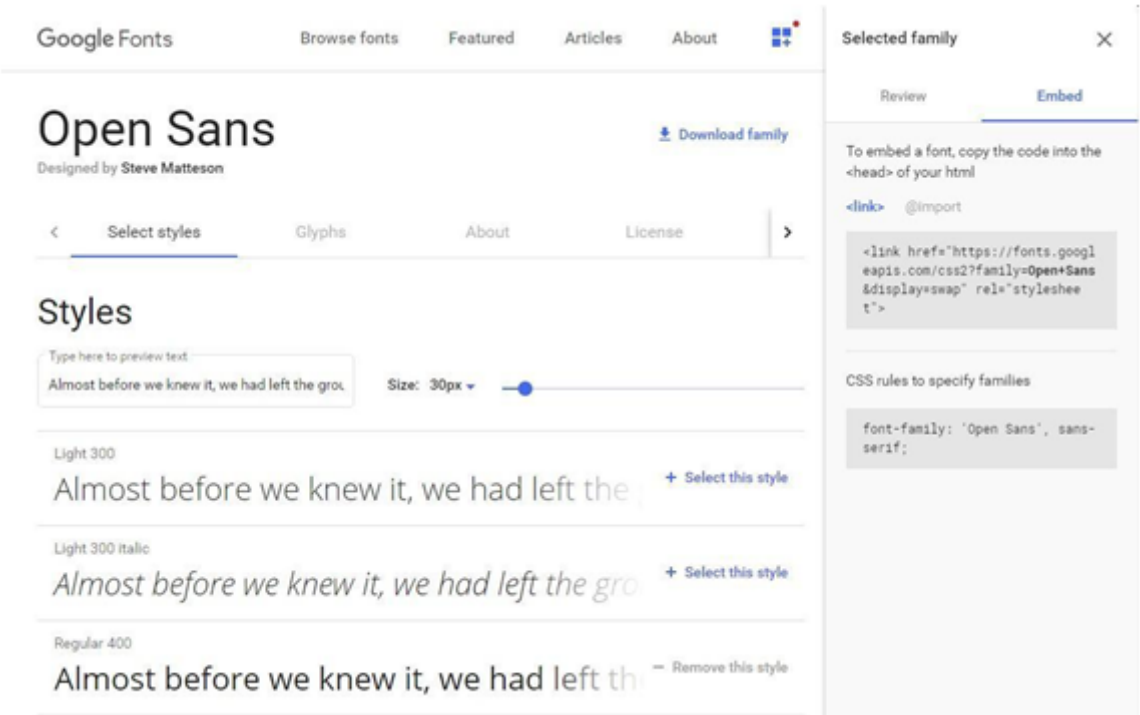 Google Fonts
Browse fonts
Featured
Articles
About
Open Sans
Designed by Steve Matteson
Download family
Select styles
Glyphs
About
License
Styles
Type here to preview text
Almost before we knew it, we had left the grou
Size: 30px
Light 300
Almost before we knew it, we had left the
+ Select this style
Light 300 italic
Almost before we knew it, we had left the gro
+ Select this style
Regular 400
Almost before we knew it, we had left th
− Remove this style
Selected family
Review
Embed
To embed a font, copy the code into the
<head> of your html
<link>
@import
<link href="https://fonts.googl
eapis.com/css2?family=Open+Sans
&display=swap" rel="styleshee
t">
CSS rules to specify families
font-family: 'Open Sans', sans-
serif;